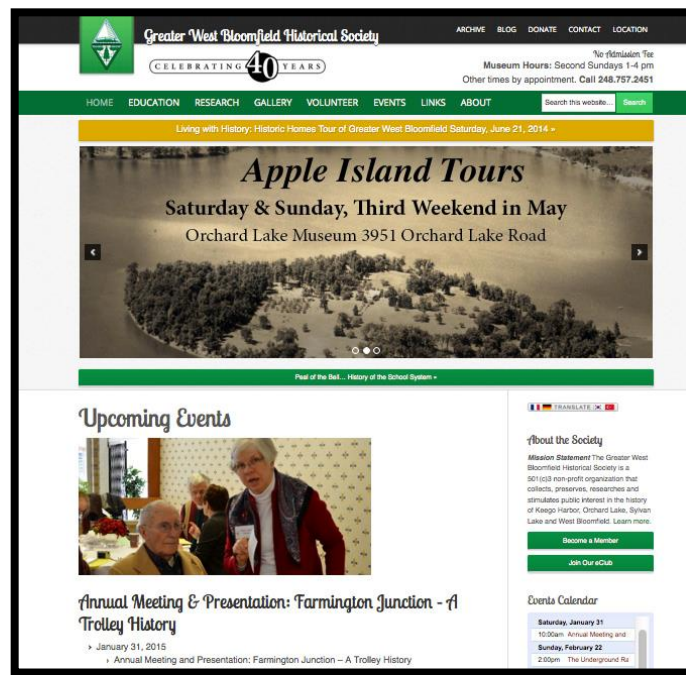 Greater West Bloomfield Historical Society
CELEBRATING 40 YEARS
ARCHIVE BLOG DONATE CONTACT LOCATION
No Admission Fee
Museum Hours: Second Sundays 1-4 pm
Other times by appointment. Call 248.757.2451
HOME EDUCATION RESEARCH GALLERY VOLUNTEER EVENTS LINKS ABOUT
Search this website... Search
Living with History: Historic Homes Tour of Greater West Bloomfield Saturday, June 21, 2014 »
Apple Island Tours
Saturday & Sunday, Third Weekend in May
Orchard Lake Museum 3951 Orchard Lake Road
Peal of the Bell... History of the School System »
Upcoming Events
Annual Meeting & Presentation: Farmington Junction – A
Trolley History
January 31, 2015
Annual Meeting and Presentation: Farmington Junction – A Trolley History
TRANSLATE
About the Society
Mission Statement The Greater West
Bloomfield Historical Society is a
501(c)3 non-profit organization that
collects, preserves, researches and
stimulates public interest in the history
of Keego Harbor, Orchard Lake, Sylvan
Lake and West Bloomfield. Learn more.
Become a Member
Join Our eClub
Events Calendar
Saturday, January 31
10:00am Annual Meeting and
Sunday, February 22
2:00pm The Underground Ra